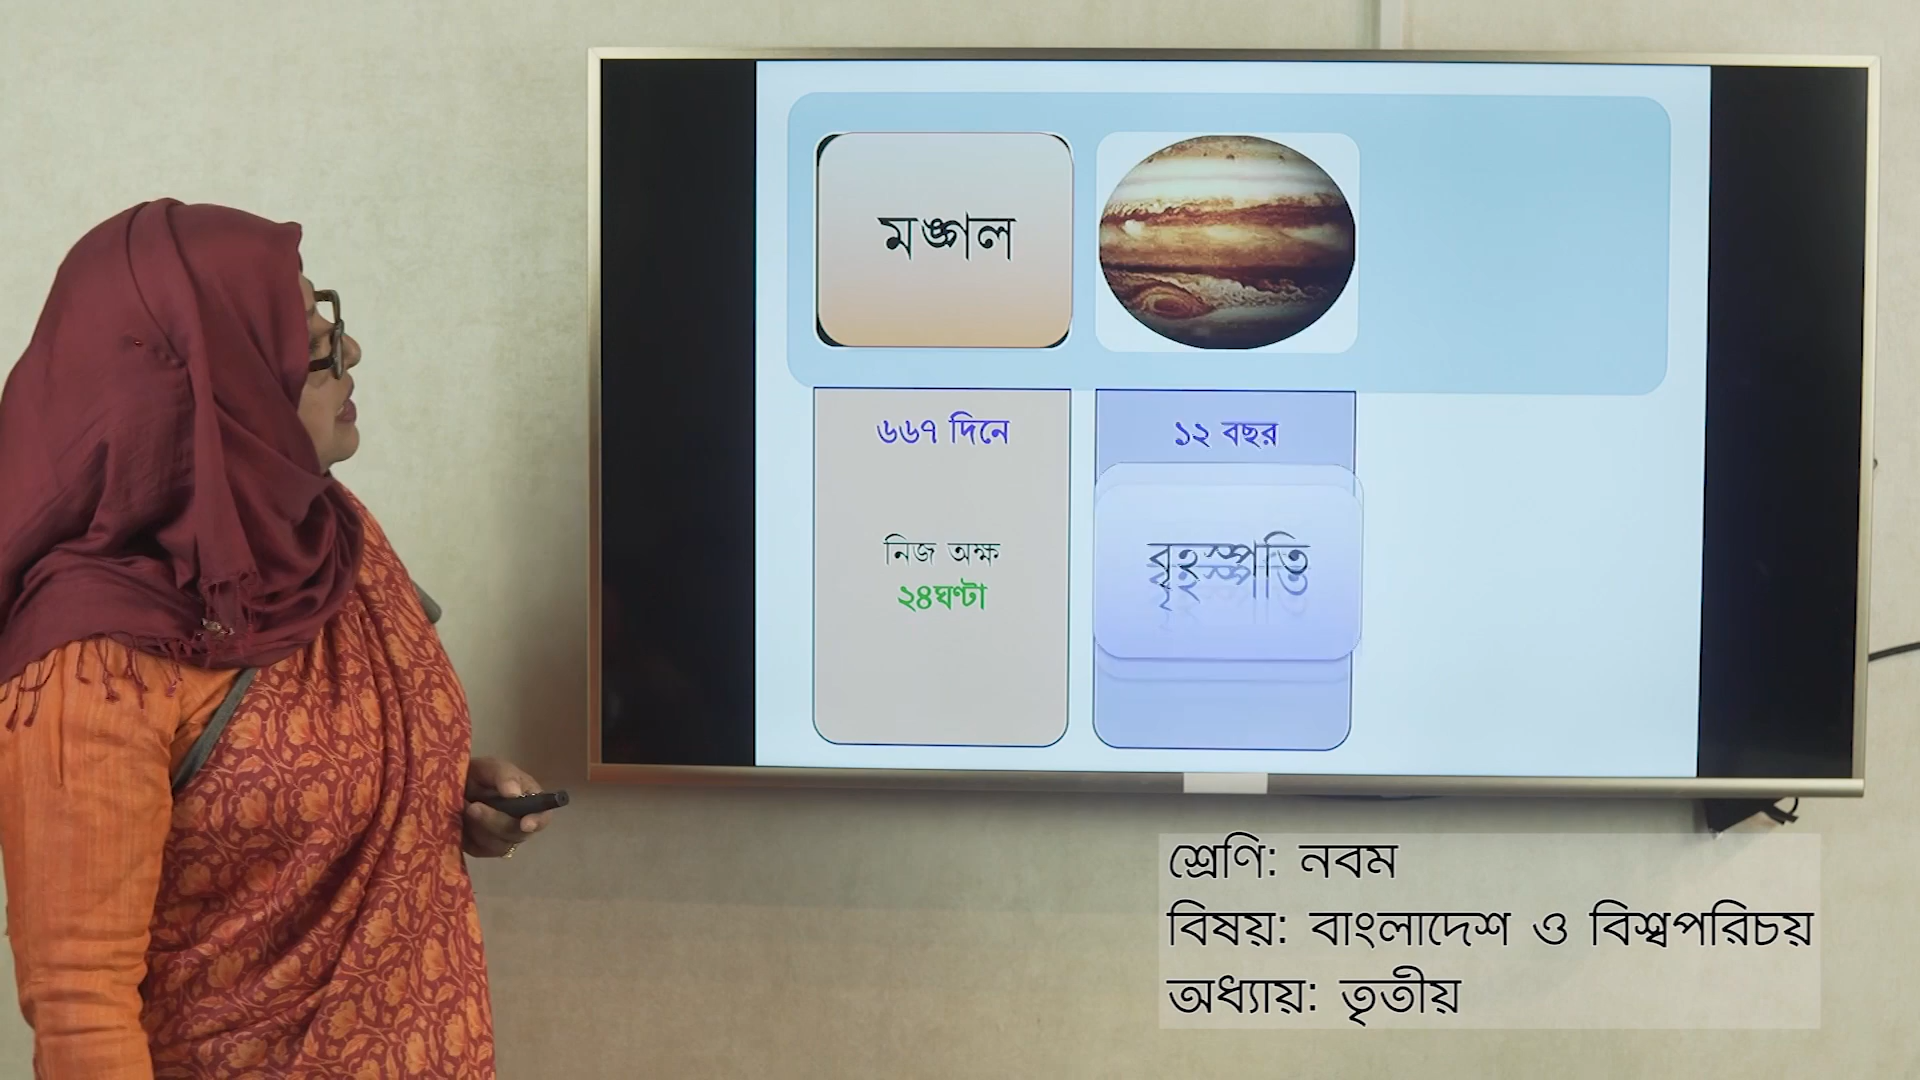 মঙ্গল
৬৬৭ দিনে
১২ বছর
নিজ অক্ষ
২৪ঘণ্টা
বৃহস্পতি
শ্রেণি: নবম
বিষয়: বাংলাদেশ ও বিশ্বপরিচয়
অধ্যায়: তৃতীয়